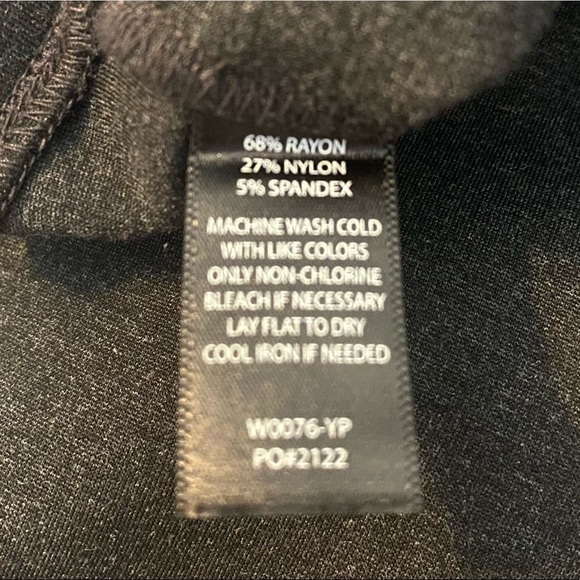 68% RAYON
27% NYLON
5% SPANDEX
MACHINE WASH COLD
WITH LIKE COLORS
ONLY NON-CHLORINE
BLEACH IF NECESSARY
LAY FLAT TO DRY
COOL IRON IF NEEDED
W0076-YP
PO#2122